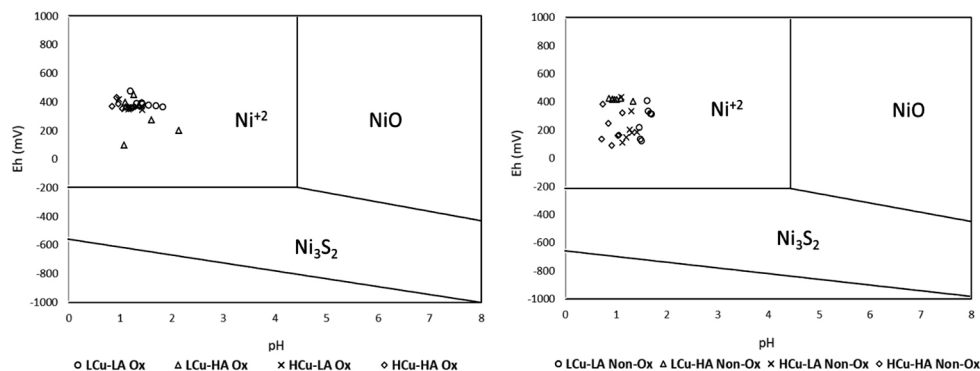 1000
800
600
400
200
0
-200
-400
-600
-800
-1000
Eh (mV)
Ni+2
NiO
Ni3S2
0 1 2 3 4 5 6 7 8
pH
LCu-LA Ox LCu-HA Ox HCu-LA Ox HCu-HA Ox
1000
800
600
400
200
0
-200
-400
-600
-800
-1000
Eh (mV)
Ni+2
NiO
Ni3S2
0 1 2 3 4 5 6 7 8
pH
LCu-LA Non-Ox LCu-HA Non-Ox HCu-LA Non-Ox HCu-HA Non-Ox